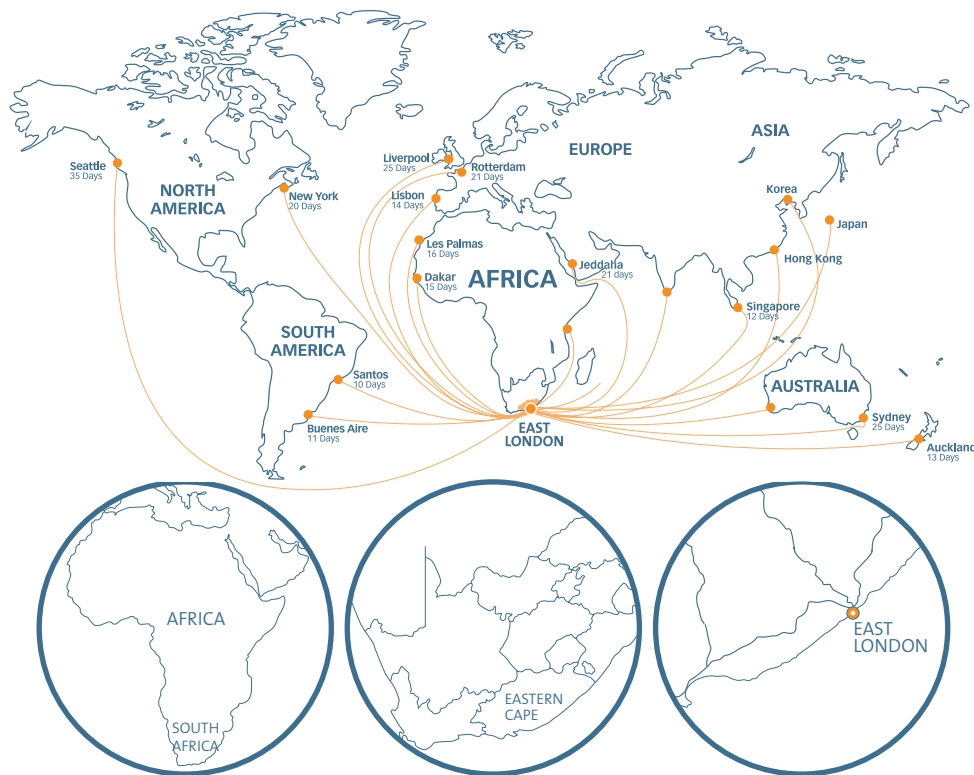 EUROPE
ASIA
Seattle
35 Days
NORTH
AMERICA
New York
20 Days
Liverpool
25 Days
Rotterdam
21 Days
Lisbon
14 Days
Korea
Japan
Les Palmas
16 Days
Hong Kong
Dakar
15 Days
AFRICA
Jeddaha
21 days
Singapore
12 Days
SOUTH
AMERICA
Santos
10 Days
Buenes Aire
11 Days
EAST
LONDON
AUSTRALIA
Sydney
25 Days
Auckland
13 Days
AFRICA
SOUTH
AFRICA
EASTERN
CAPE
EAST
LONDON